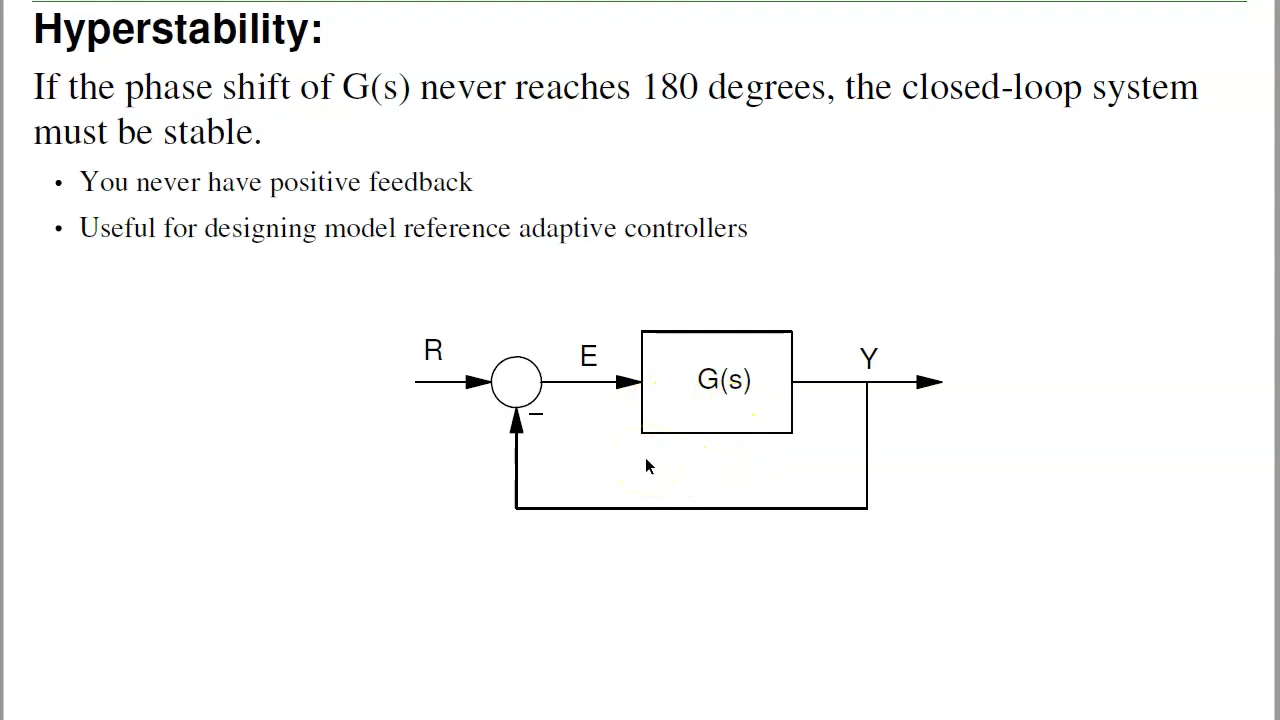 Hyperstability:
If the phase shift of G(s) never reaches 180 degrees, the closed-loop system
must be stable.
• You never have positive feedback
• Useful for designing model reference adaptive controllers
R
E
G(s)
Y
–